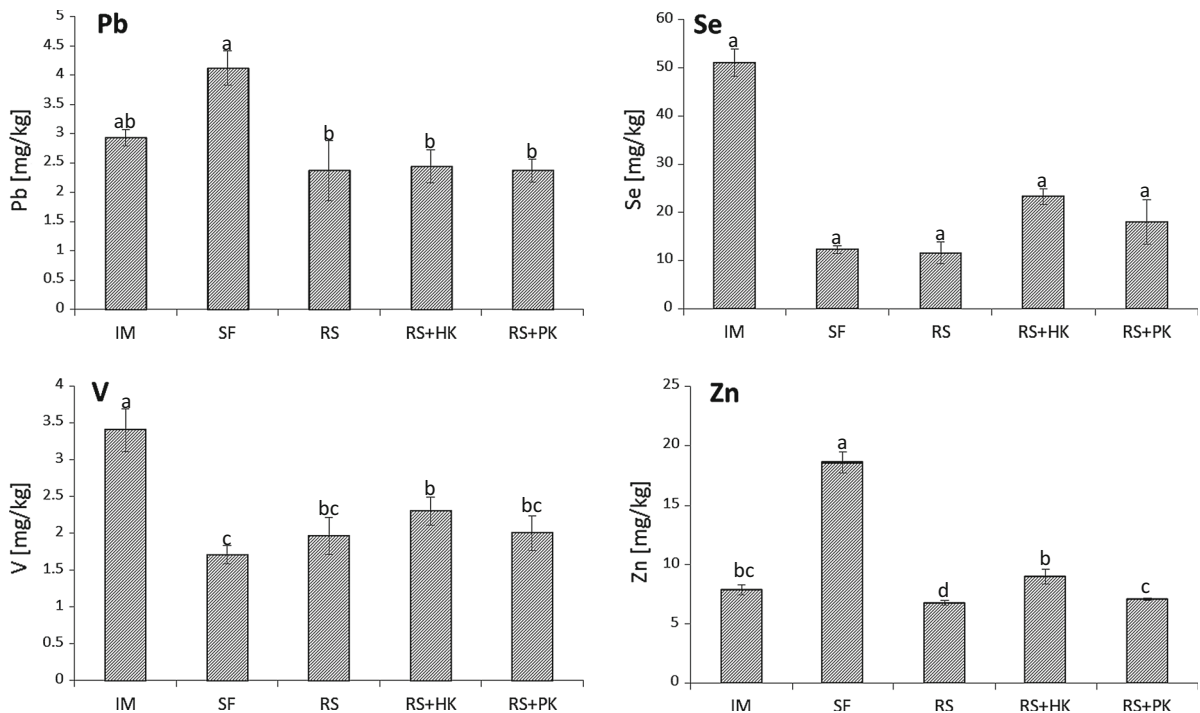 Pb
Pb [mg/kg]
5
4.5
4
3.5
3
2.5
2
1.5
1
0.5
0
ab
a
b
b
b
IM SF RS RS+HK RS+PK
Se
Se [mg/kg]
60
50
40
30
20
10
0
a
a
a
a
a
IM SF RS RS+HK RS+PK
V
V [mg/kg]
4
3.5
3
2.5
2
1.5
1
0.5
0
a
c
bc
b
bc
IM SF RS RS+HK RS+PK
Zn
Zn [mg/kg]
25
20
15
10
5
0
bc
a
d
b
c
IM SF RS RS+HK RS+PK